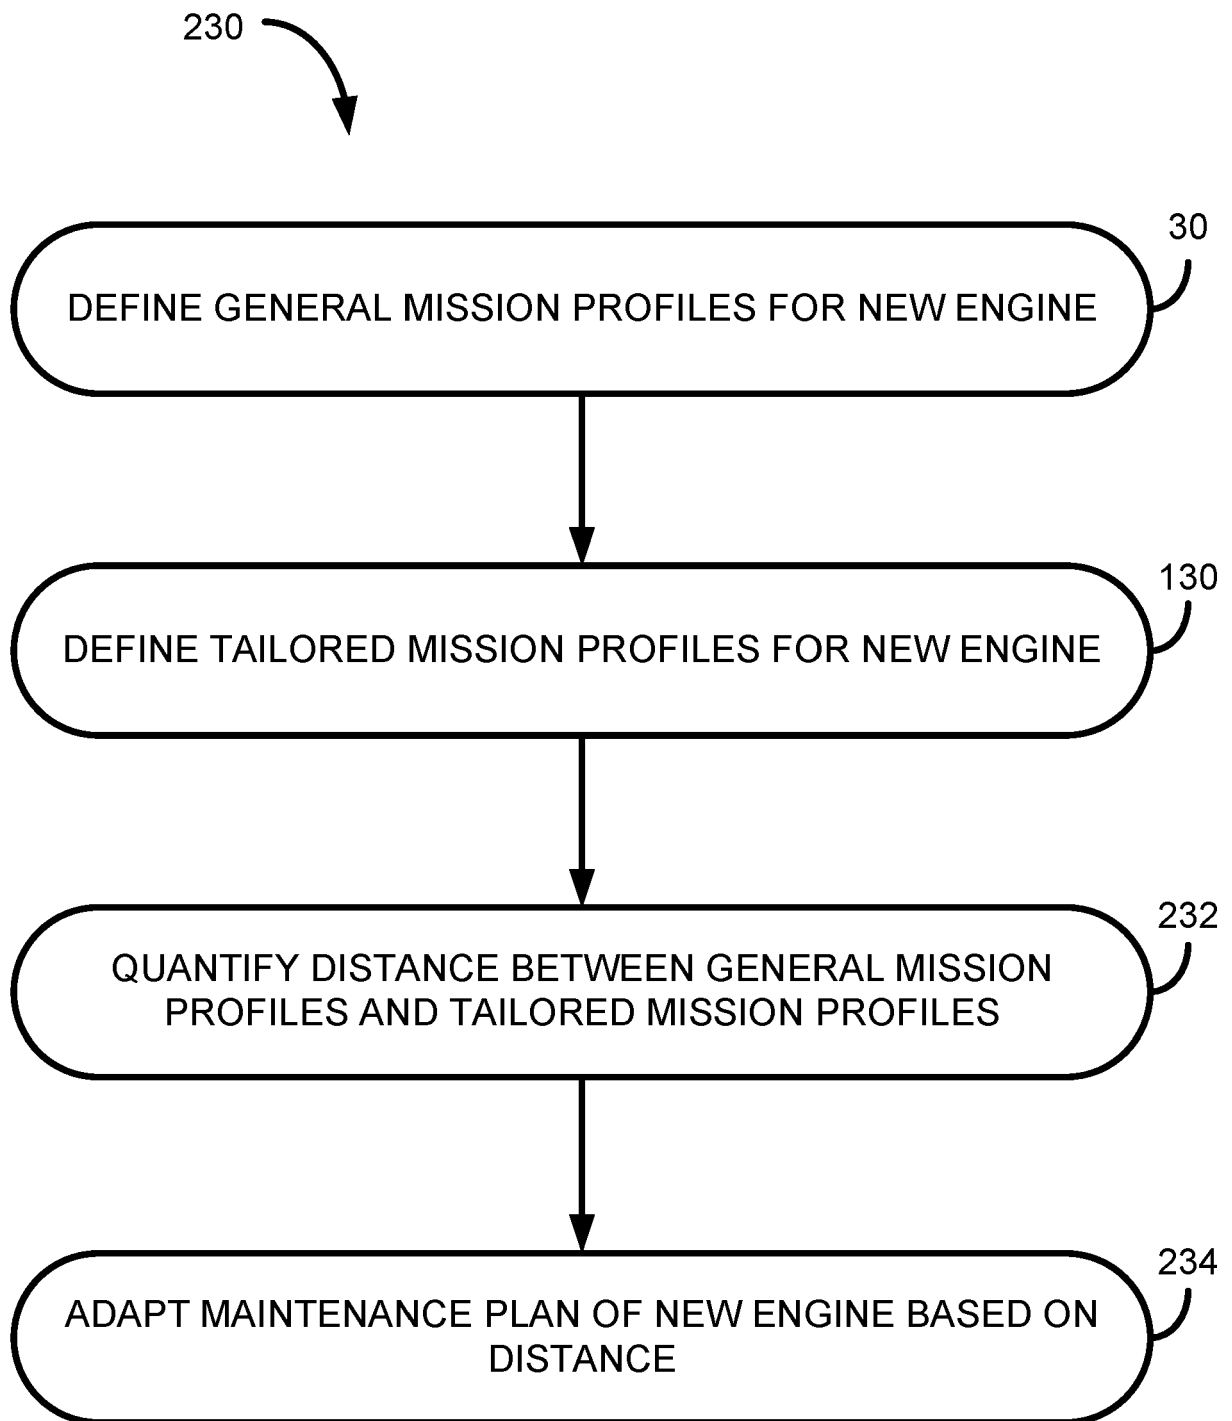 230
30
DEFINE GENERAL MISSION PROFILES FOR NEW ENGINE
130
DEFINE TAILORED MISSION PROFILES FOR NEW ENGINE
232
QUANTIFY DISTANCE BETWEEN GENERAL MISSION
PROFILES AND TAILORED MISSION PROFILES
234
ADAPT MAINTENANCE PLAN OF NEW ENGINE BASED ON
DISTANCE